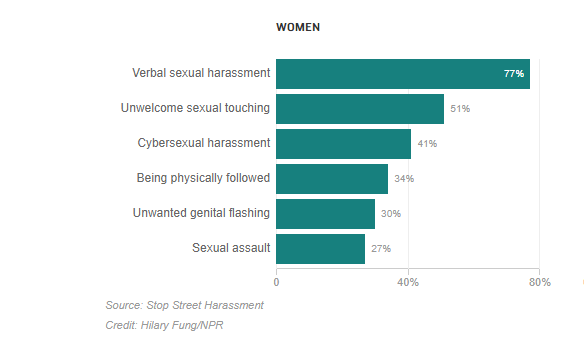 WOMEN
Verbal sexual harassment 77%
Unwelcome sexual touching 51%
Cybersexual harassment 41%
Being physically followed 34%
Unwanted genital flashing 30%
Sexual assault 27%
0 40% 80%
Source: Stop Street Harassment
Credit: Hilary Fung/NPR